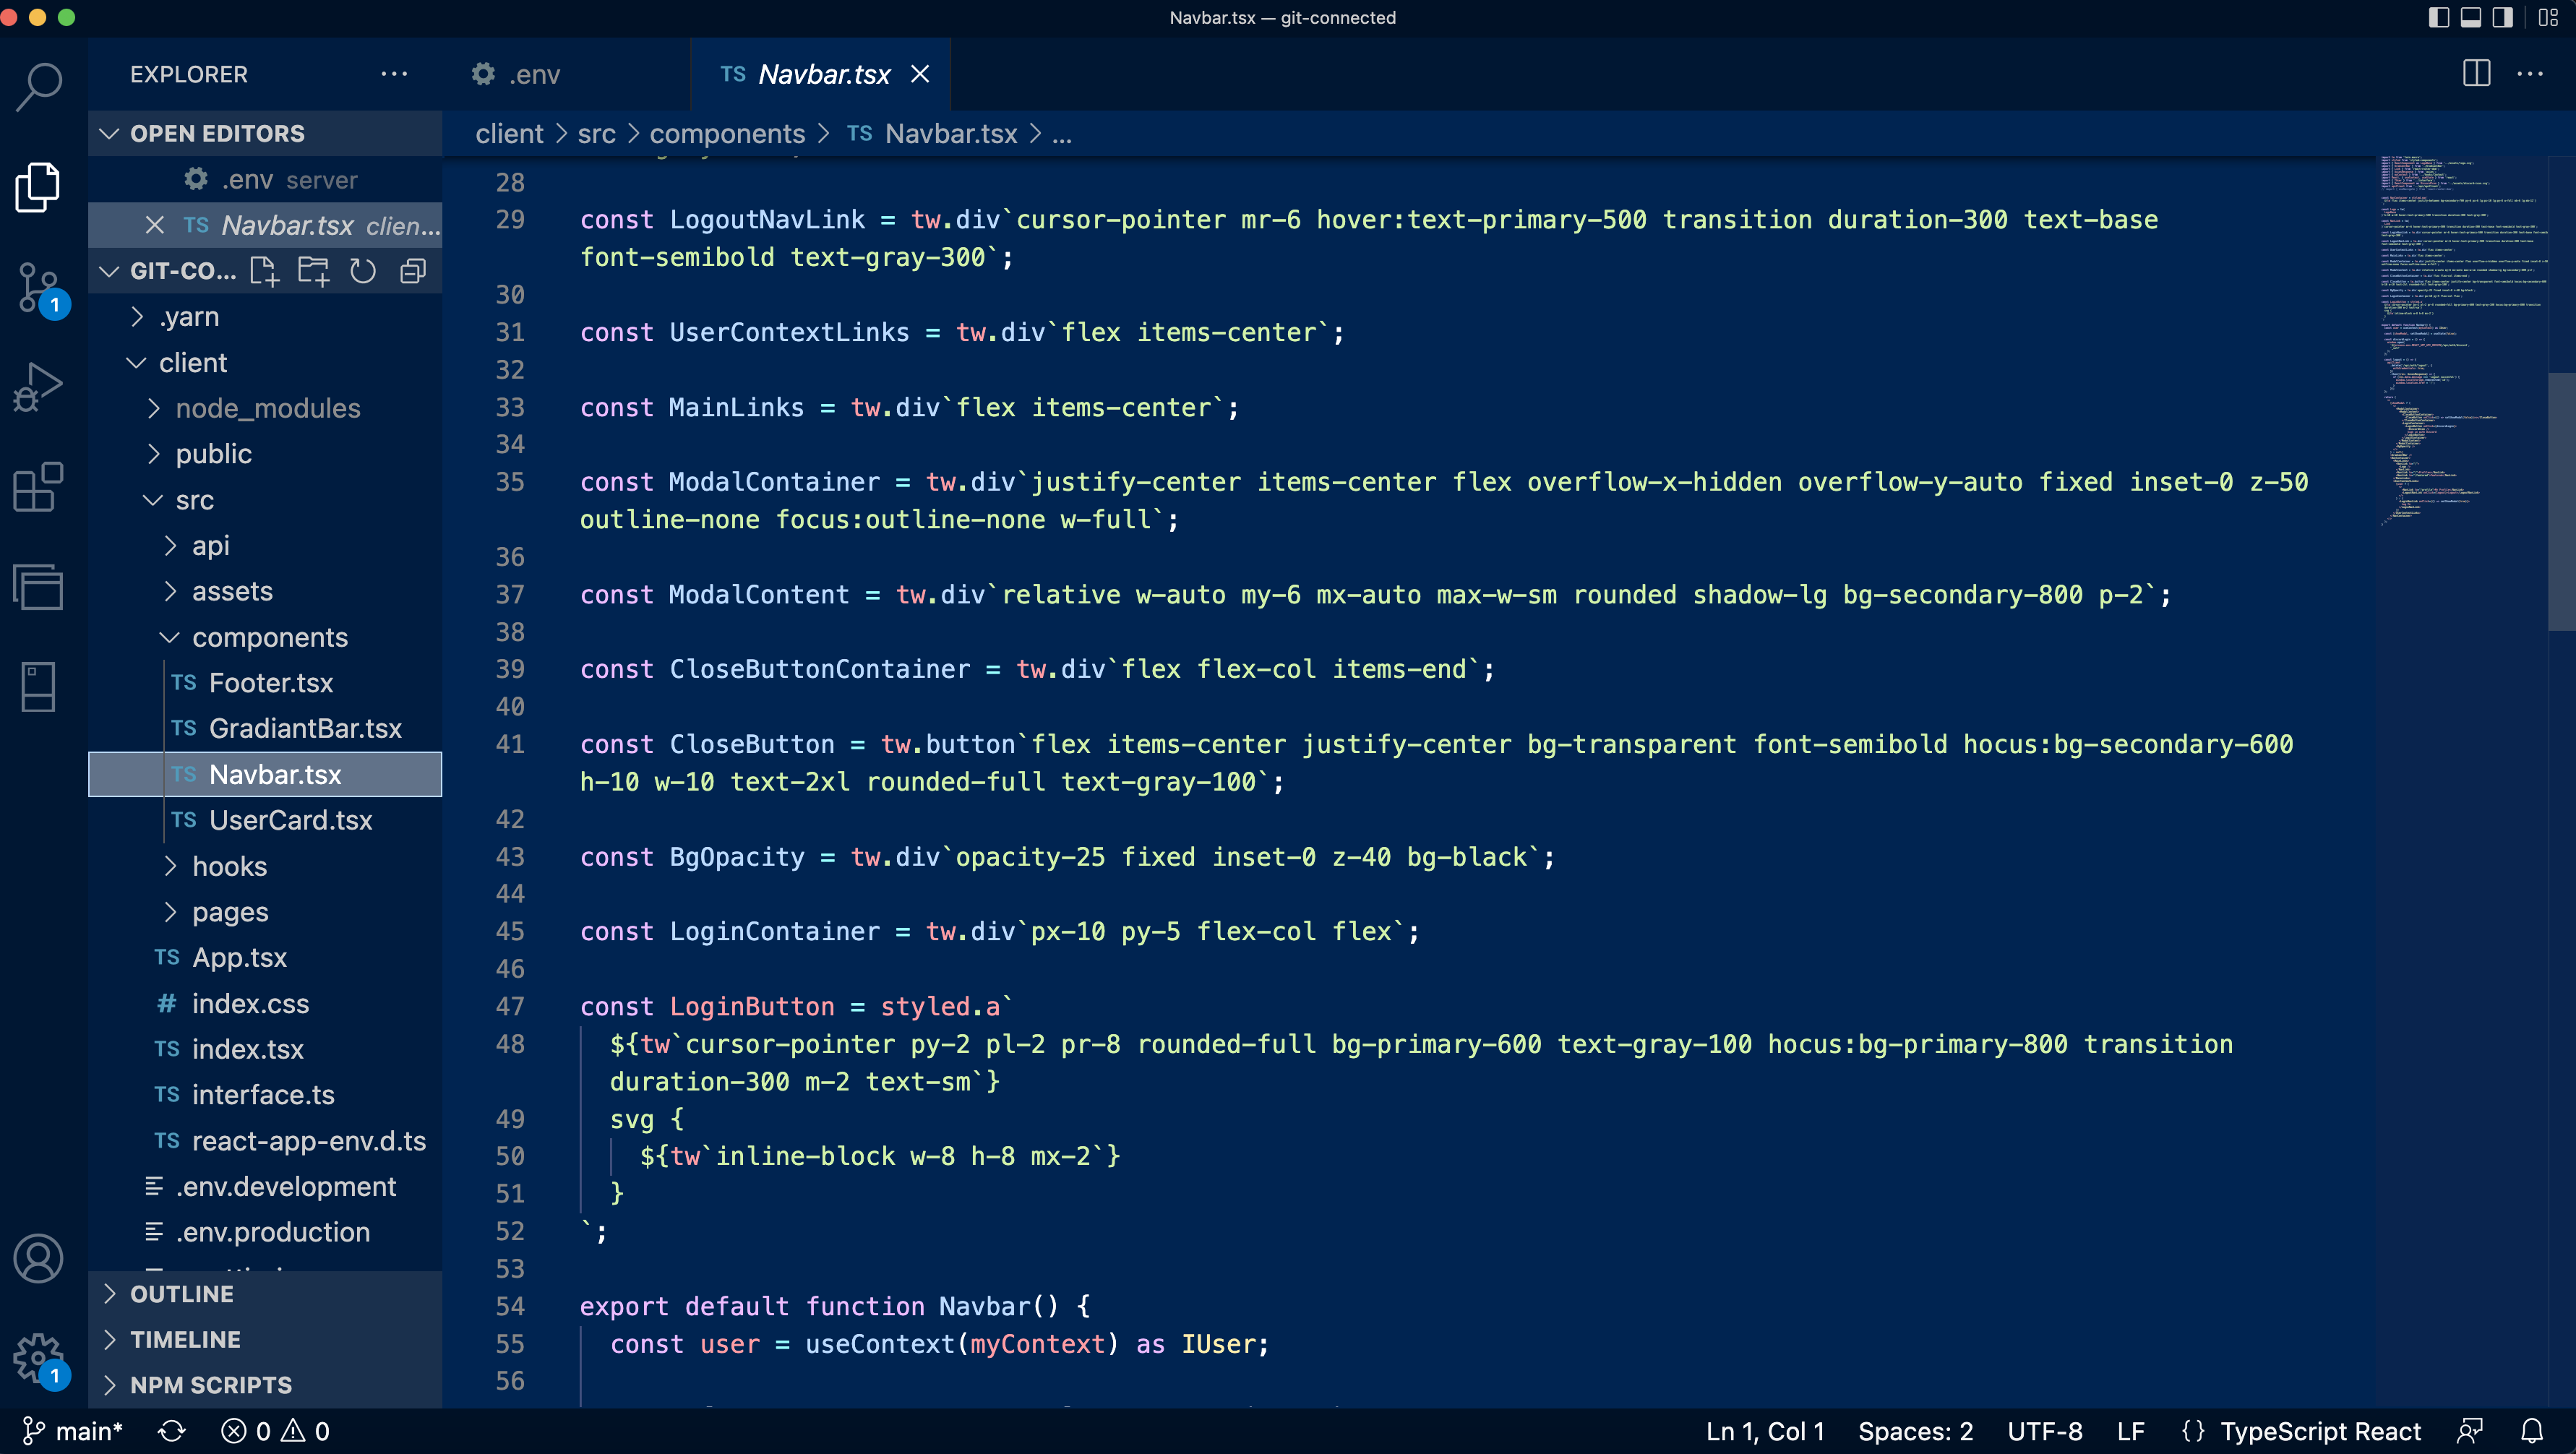 Navbar.tsx — git-connected
EXPLORER
.env
TS Navbar.tsx
OPEN EDITORS
.env server
TS Navbar.tsx clien...
GIT-CO...
.yarn
client
node_modules
public
src
api
assets
components
TS Footer.tsx
TS GradiantBar.tsx
TS Navbar.tsx
TS UserCard.tsx
hooks
pages
TS App.tsx
# index.css
TS index.tsx
TS interface.ts
TS react-app-env.d.ts
.env.development
.env.production
OUTLINE
TIMELINE
NPM SCRIPTS
1
1
client > src > components > TS Navbar.tsx > ...
28
29 const LogoutNavLink = tw.div`cursor-pointer mr-6 hover:text-primary-500 transition duration-300 text-base
font-semibold text-gray-300`;
30
31 const UserContextLinks = tw.div`flex items-center`;
32
33 const MainLinks = tw.div`flex items-center`;
34
35 const ModalContainer = tw.div`justify-center items-center flex overflow-x-hidden overflow-y-auto fixed inset-0 z-50
outline-none focus:outline-none w-full`;
36
37 const ModalContent = tw.div`relative w-auto my-6 mx-auto max-w-sm rounded shadow-lg bg-secondary-800 p-2`;
38
39 const CloseButtonContainer = tw.div`flex flex-col items-end`;
40
41 const CloseButton = tw.button`flex items-center justify-center bg-transparent font-semibold hocus:bg-secondary-600
h-10 w-10 text-2xl rounded-full text-gray-100`;
42
43 const BgOpacity = tw.div`opacity-25 fixed inset-0 z-40 bg-black`;
44
45 const LoginContainer = tw.div`px-10 py-5 flex-col flex`;
46
47 const LoginButton = styled.a`
48 ${tw`cursor-pointer py-2 pl-2 pr-8 rounded-full bg-primary-600 text-gray-100 hocus:bg-primary-800 transition
duration-300 m-2 text-sm`}
49 svg {
50 ${tw`inline-block w-8 h-8 mx-2`}
51 }
52 `;
53
54 export default function Navbar() {
55 const user = useContext(myContext) as IUser;
56
main* 0 0
Ln 1, Col 1 Spaces: 2 UTF-8 LF {} TypeScript React